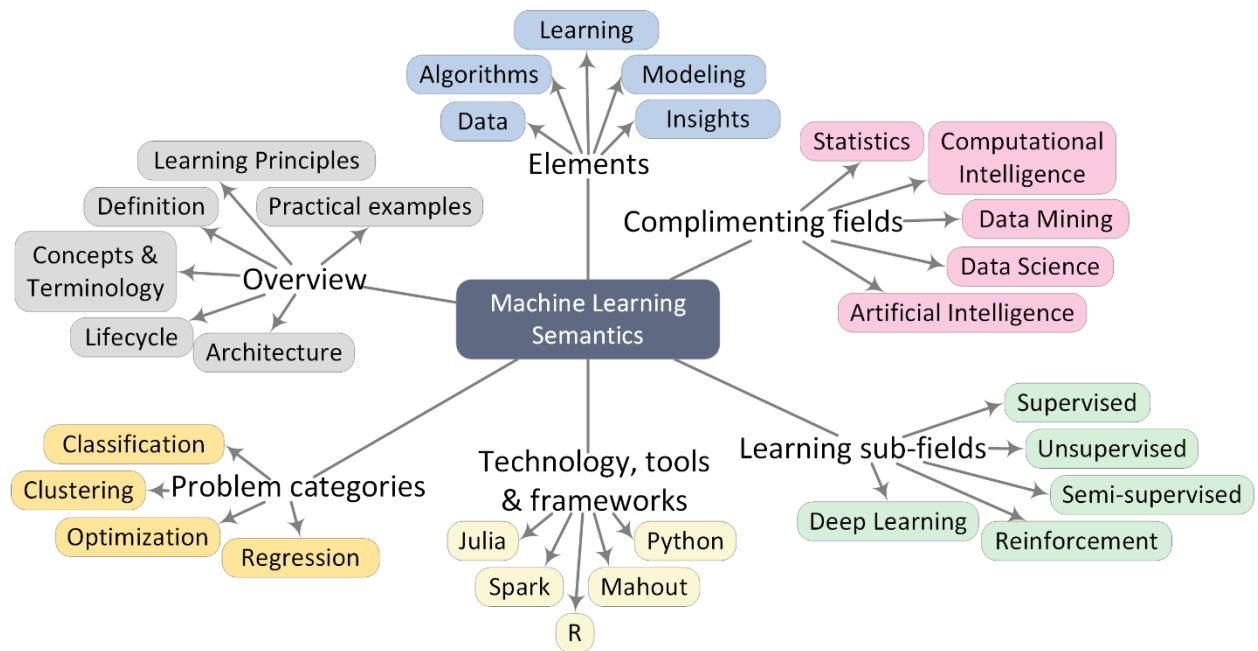 Learning
Algorithms
Modeling
Data
Insights
Elements
Statistics
Computational
Intelligence
Complimenting fields
Data Mining
Data Science
Artificial Intelligence
Learning Principles
Definition
Practical examples
Concepts &
Terminology
Overview
Lifecycle
Architecture
Machine Learning
Semantics
Classification
Clustering
Problem categories
Optimization
Regression
Technology, tools
& frameworks
Julia
Python
Spark
Mahout
R
Supervised
Learning sub-fields
Unsupervised
Semi-supervised
Deep Learning
Reinforcement